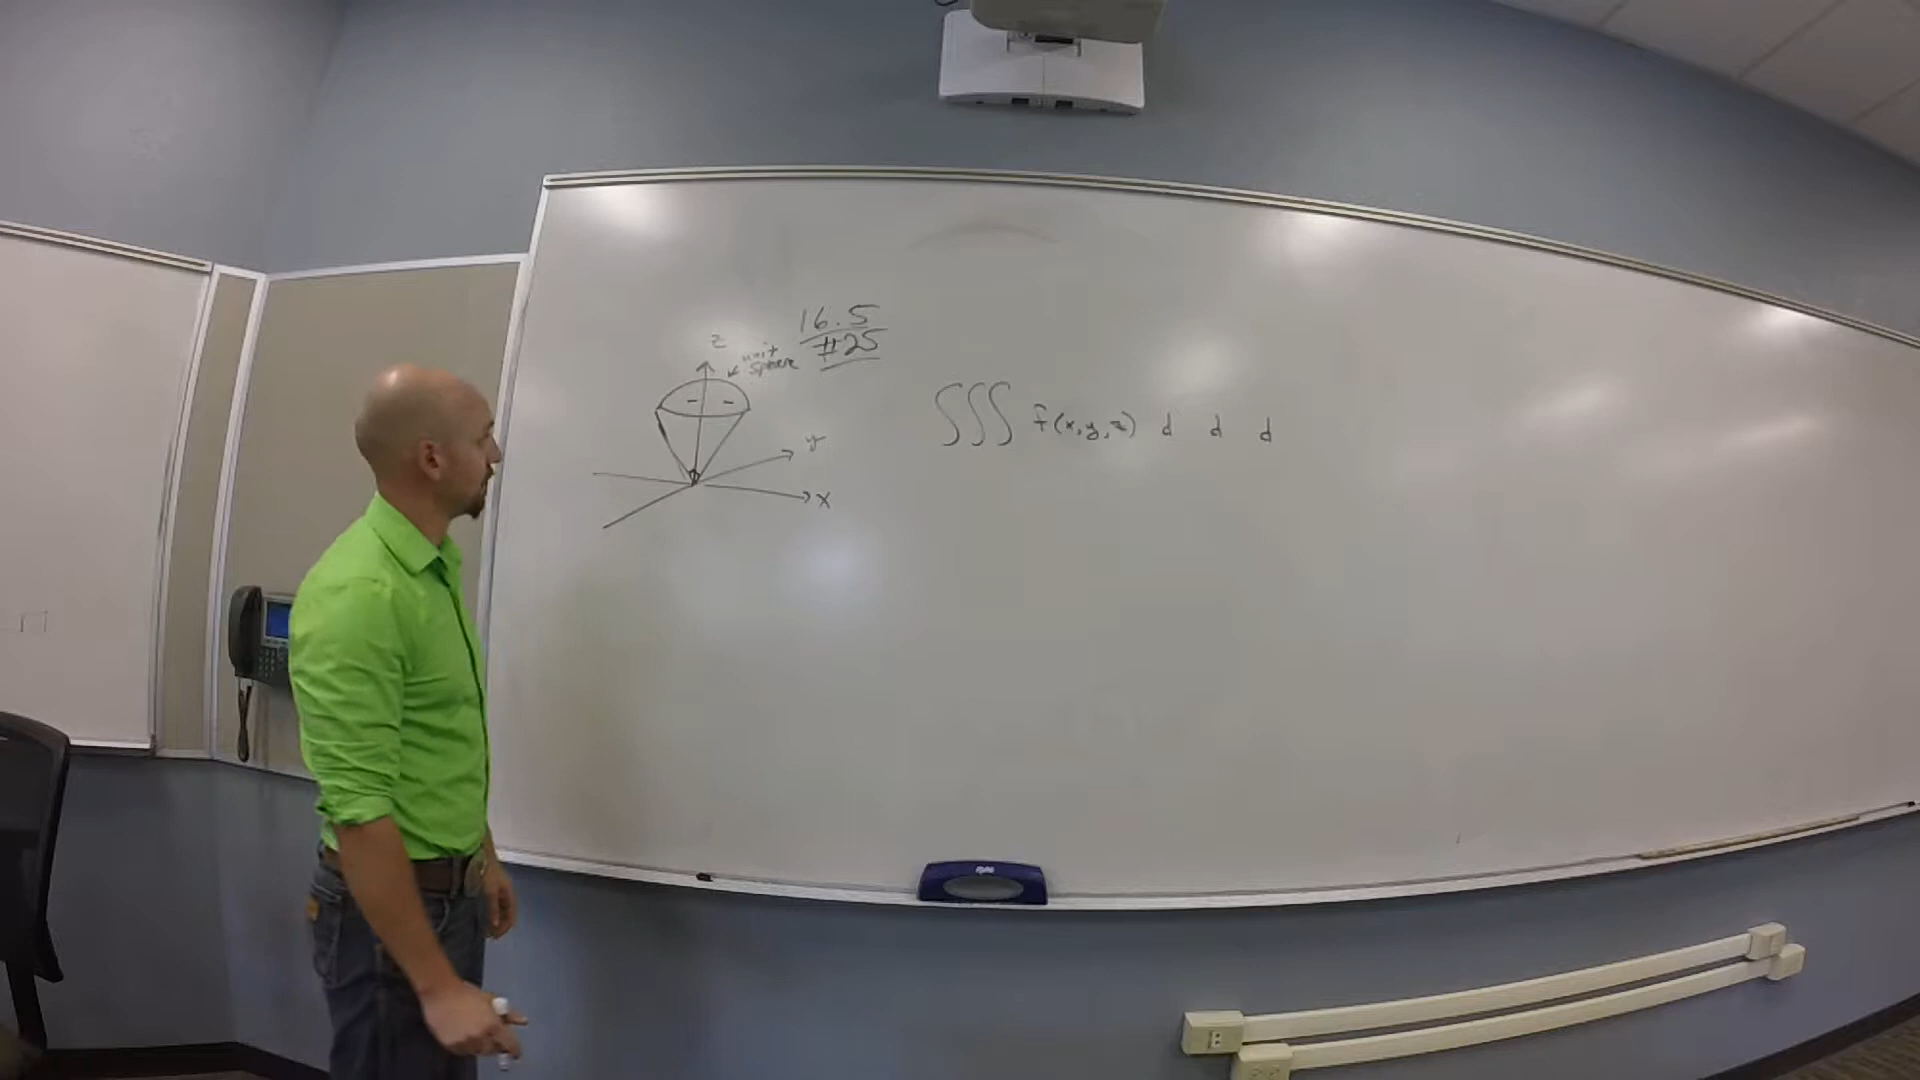 16.5
#25
z
unit
sphere
y
x
∫∫∫ f(x,y,z) d d d